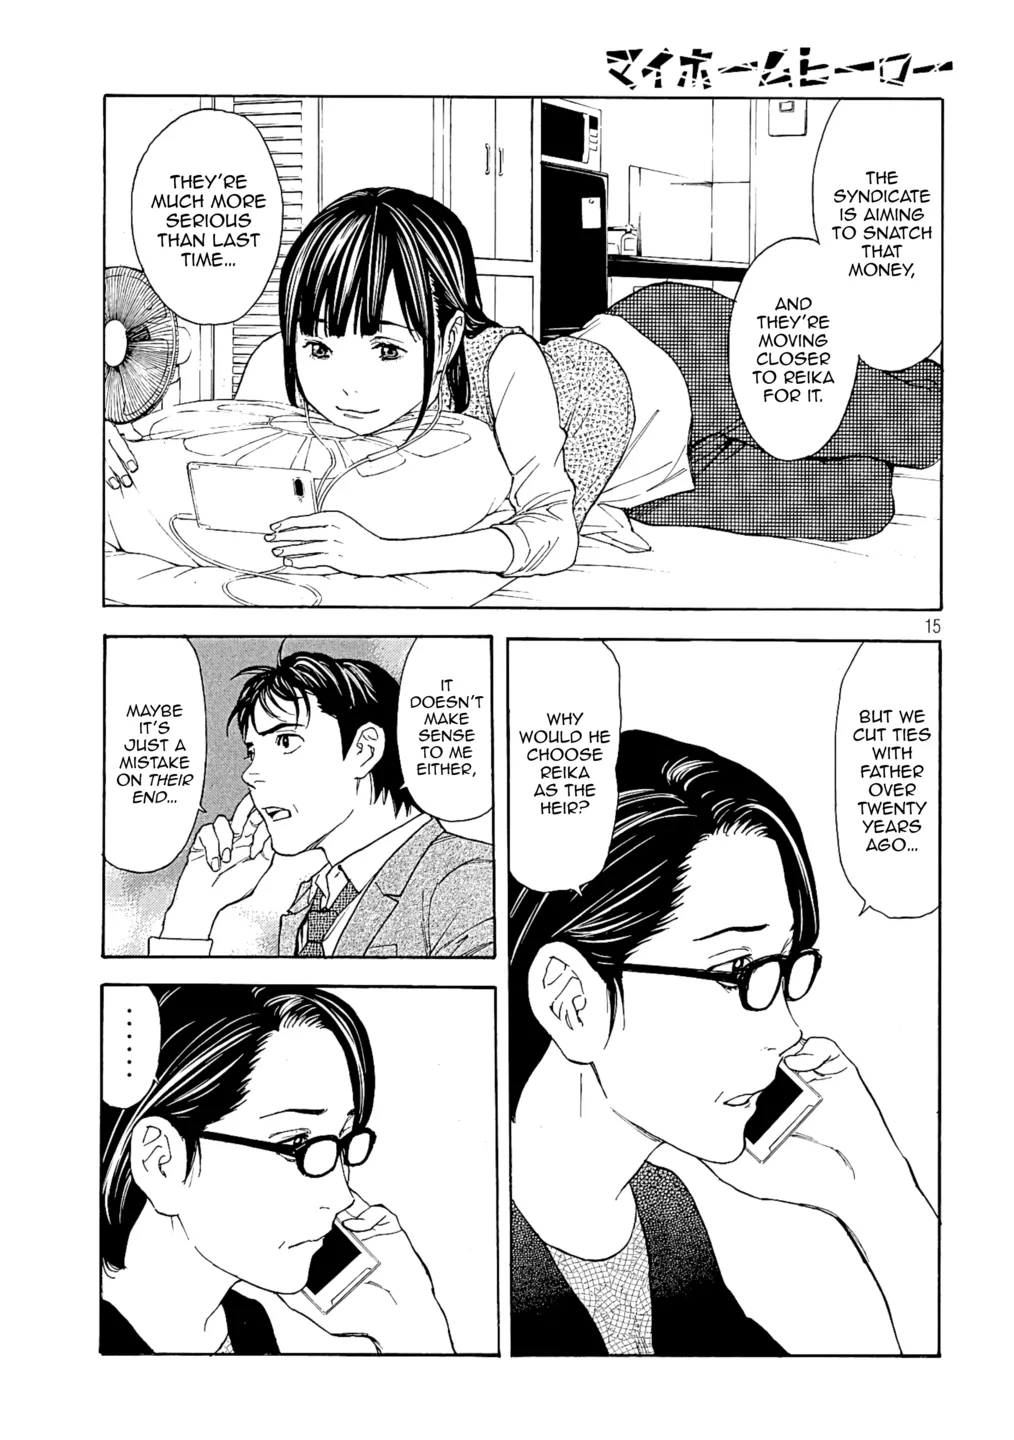 マイホームヒーロー
THE
SYNDICATE
IS AIMING
TO SNATCH
THAT
MONEY,
AND
THEY'RE
MOVING
CLOSER
TO REIKA
FOR IT.
THEY'RE
MUCH MORE
SERIOUS
THAN LAST
TIME...
15
BUT WE
CUT TIES
WITH
FATHER
OVER
TWENTY
YEARS
AGO...
WHY
WOULD HE
CHOOSE
REIKA
AS THE
HEIR?
IT
DOESN'T
MAKE
SENSE
TO ME
EITHER,
MAYBE
IT'S
JUST A
MISTAKE
ON THEIR
END...
......